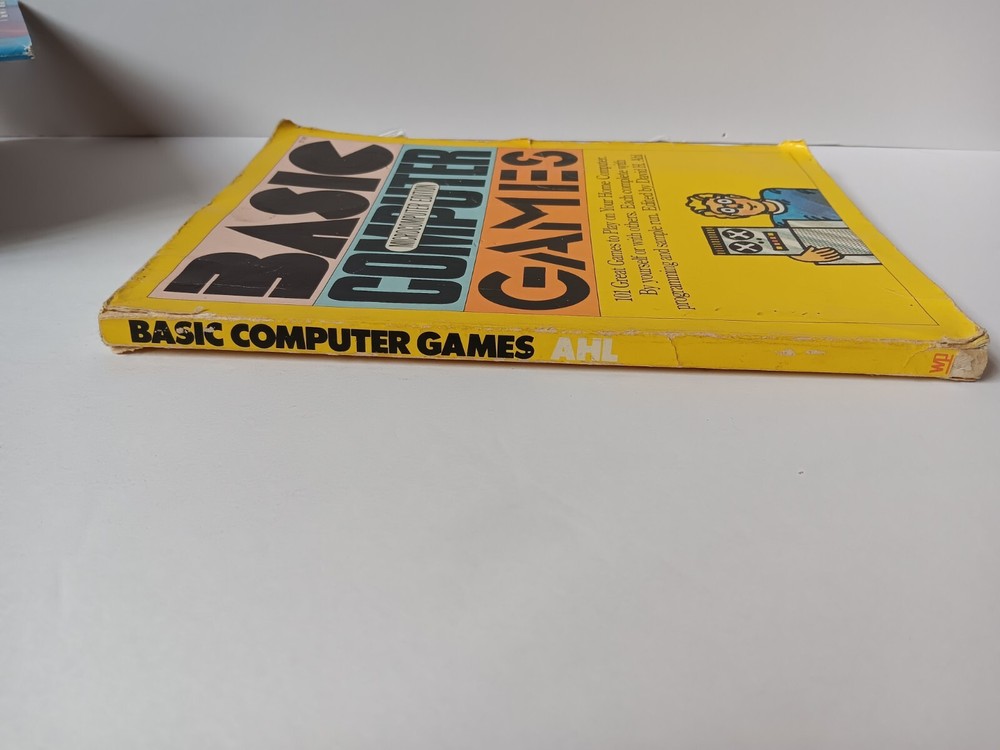 BASIC
COMPUTER
MICROCOMPUTER EDITION
GAMES
101 Great Games to Play on Your Home Computer.
By yourself or with others. Each complete with
programming and sample run. Edited by David H. Ahl
BASIC COMPUTER GAMES AHL
wp